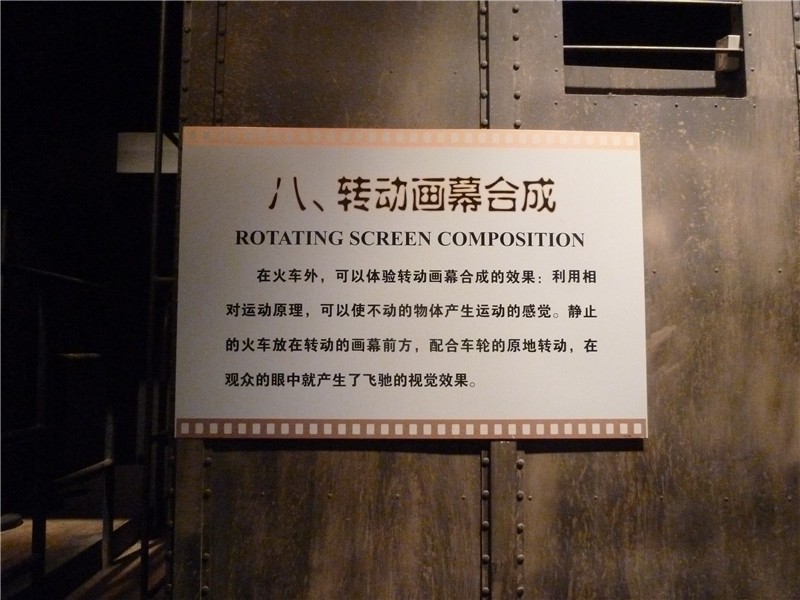 八、转动画幕合成
ROTATING SCREEN COMPOSITION
在火车外，可以体验转动画幕合成的效果：利用相
对运动原理，可以使不动的物体产生运动的感觉。静止
的火车放在转动的画幕前方，配合车轮的原地转动，在
观众的眼中就产生了飞驰的视觉效果。